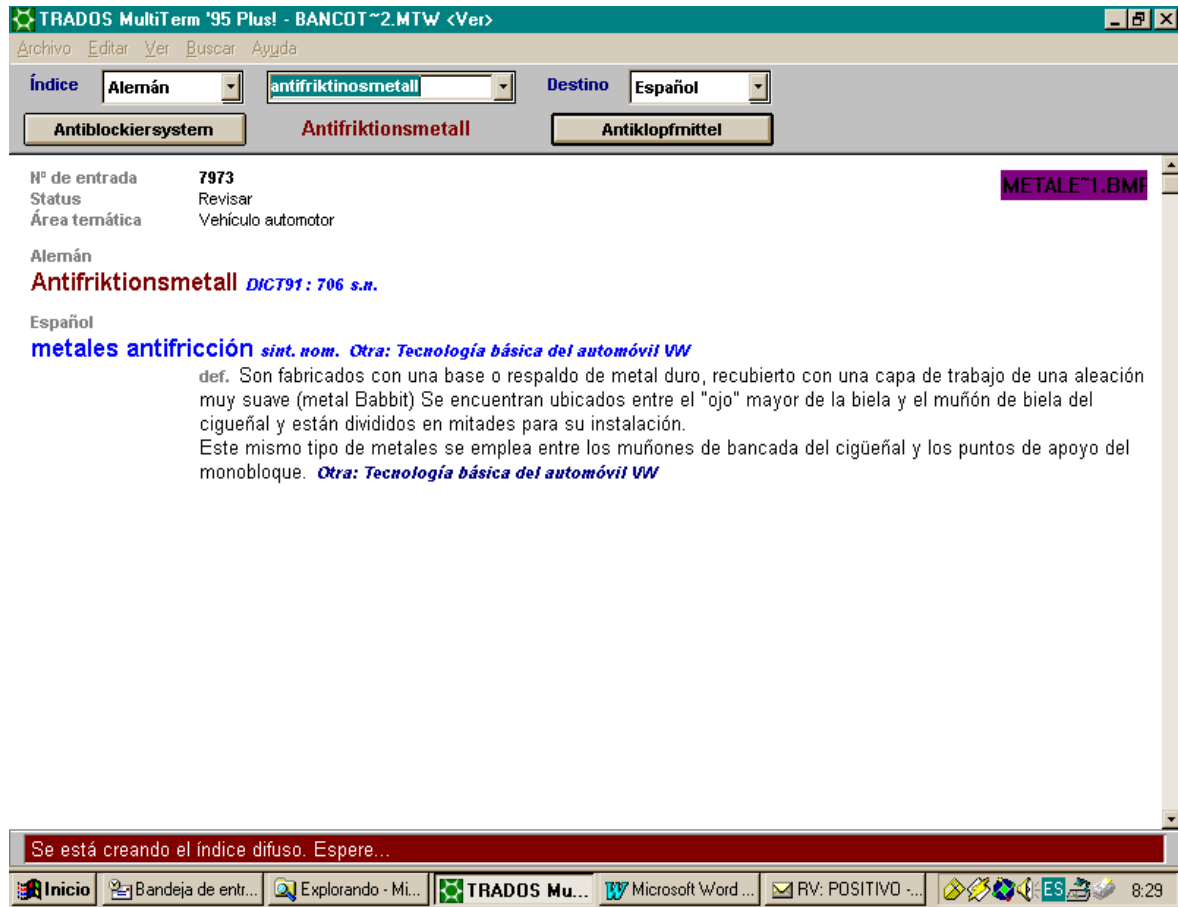 TRADOS MultiTerm '95 Plus! - BANCOT~2.MTW <Ver>
Archivo Editar Ver Buscar Ayuda
Índice Alemán antifriktinosmetall Destino Español
Antiblockiersystem Antifriktionsmetall Antiklopfmittel
Nº de entrada 7973 METALE~1.BMP
Status Revisar
Área temática Vehículo automotor
Alemán
Antifriktionsmetall DICT91: 706 s.n.
Español
metales antifricción sint. nom. Otra: Tecnología básica del automóvil VW
def. Son fabricados con una base o respaldo de metal duro, recubierto con una capa de trabajo de una aleación
muy suave (metal Babbit) Se encuentran ubicados entre el "ojo" mayor de la biela y el muñón de biela del
cigueñal y están divididos en mitades para su instalación.
Este mismo tipo de metales se emplea entre los muñones de bancada del cigüeñal y los puntos de apoyo del
monobloque. Otra: Tecnología básica del automóvil VW
Se está creando el índice difuso. Espere...
Inicio Bandeja de entr... Explorando - Mi... TRADOS Mu... Microsoft Word ... RV: POSITIVO -... ES 8:29